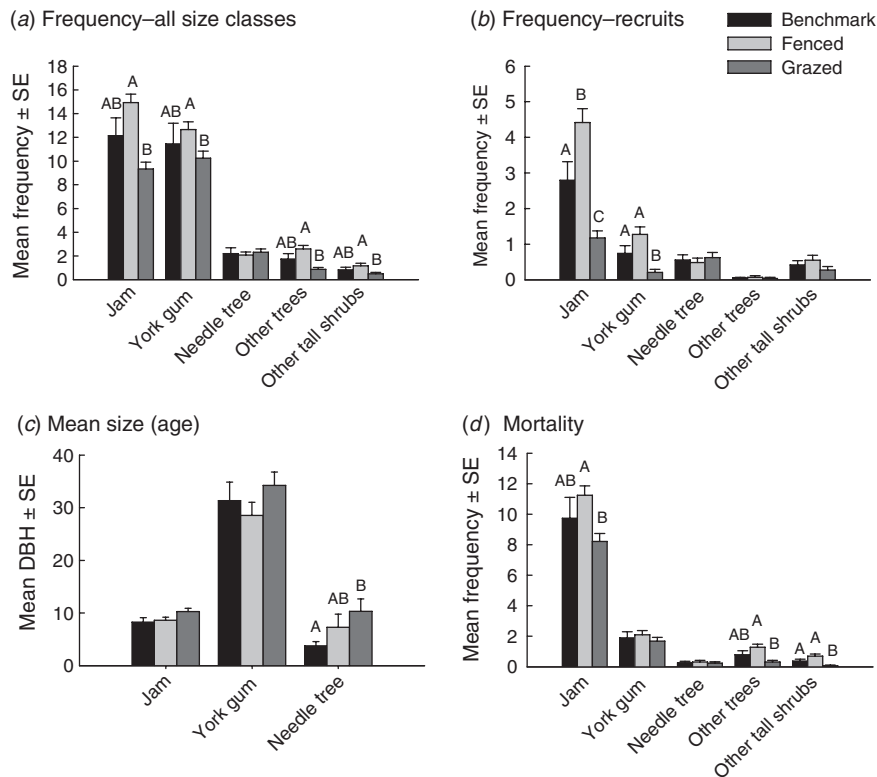 (a) Frequency–all size classes
Mean frequency ± SE
18
16
14
12
10
8
6
4
2
0
AB
A
B
AB
A
B
AB
A
B
AB
A
B
Jam
York gum
Needle tree
Other trees
Other tall shrubs
(b) Frequency–recruits
Benchmark
Fenced
Grazed
Mean frequency ± SE
6
5
4
3
2
1
0
A
B
C
A
A
B
Jam
York gum
Needle tree
Other trees
Other tall shrubs
(c) Mean size (age)
Mean DBH ± SE
40
30
20
10
0
A
AB
B
Jam
York gum
Needle tree
(d) Mortality
Mean frequency ± SE
14
12
10
8
6
4
2
0
AB
A
B
AB
A
B
A
A
B
Jam
York gum
Needle tree
Other trees
Other tall shrubs